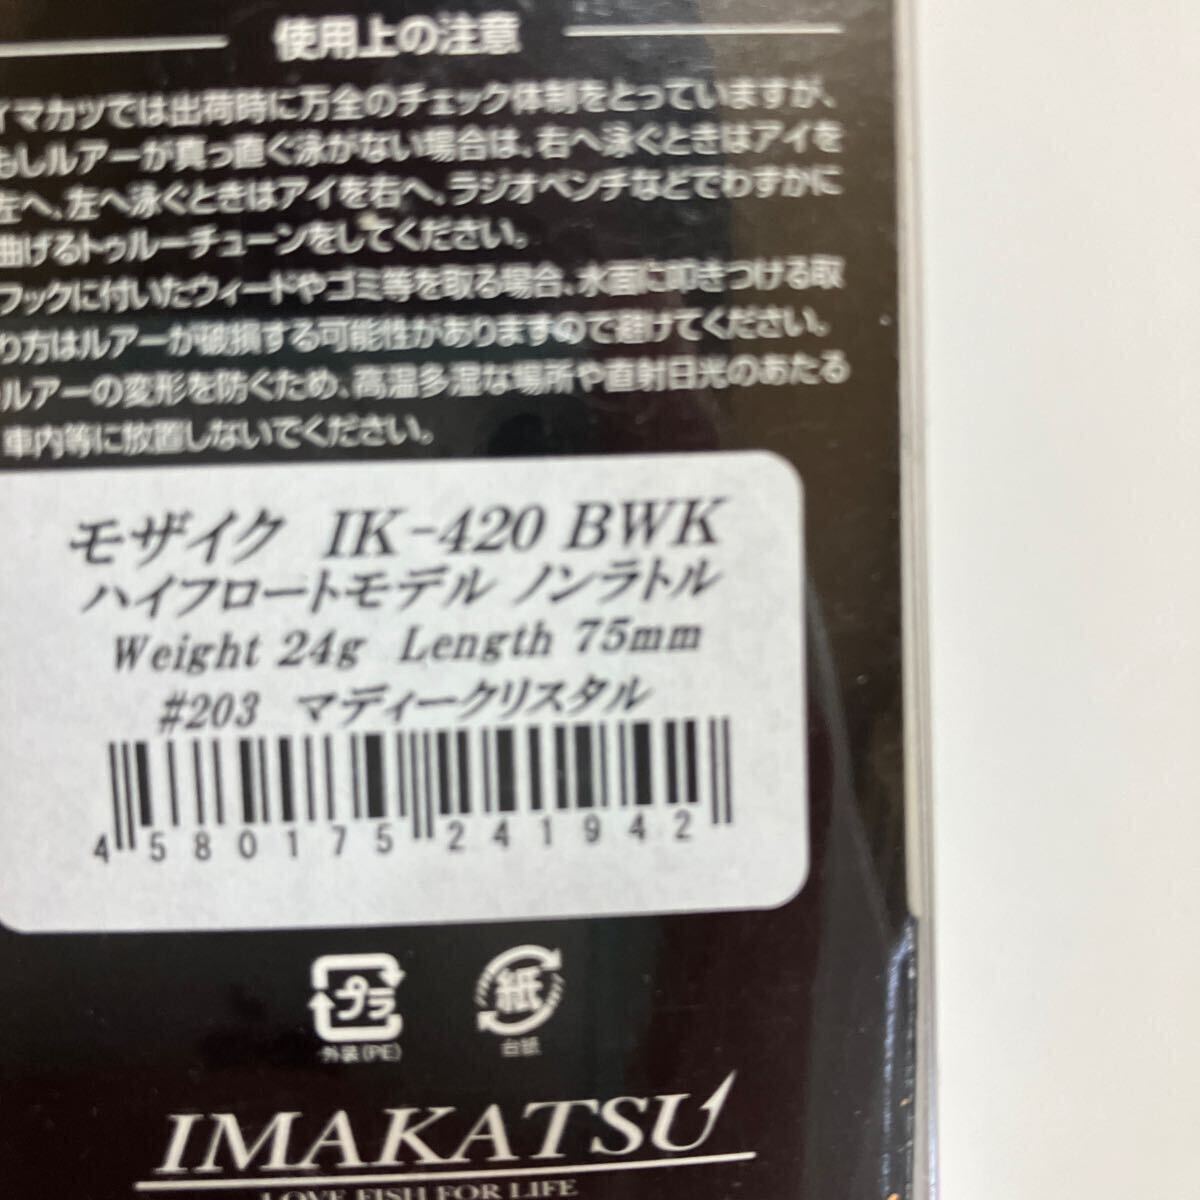 使用上の注意
イマカツでは出荷時に万全のチェック体制をとっていますが、
もしルアーが真っ直ぐ泳がない場合は、右へ泳ぐときはアイを
左へ、左へ泳ぐときはアイを右へ、ラジオペンチなどでわずかに
曲げるトゥルーチューンをしてください。
フックに付いたウィードやゴミ等を取る場合、水面に叩きつける取
り方はルアーが破損する可能性がありますので避けてください。
ルアーの変形を防ぐため、高温多湿な場所や直射日光のあたる
車内等に放置しないでください。
モザイク IK-420 BWK
ハイフロートモデル ノンラトル
Weight 24g Length 75mm
#203 マディークリスタル
4 580175 241942
プラ 紙
外装(PE) 台紙
IMAKATSU
LOVE FISH FOR LIFE